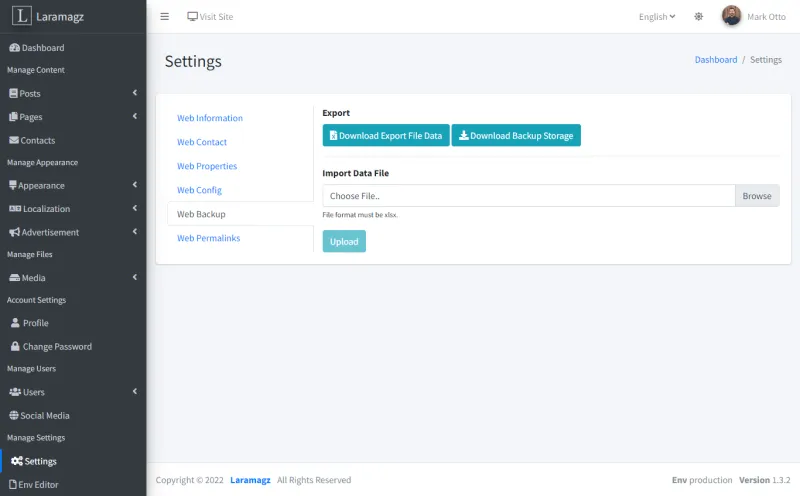 L Laramagz
Visit Site
English
Mark Otto
Dashboard
Manage Content
Posts
Pages
Contacts
Manage Appearance
Appearance
Localization
Advertisement
Manage Files
Media
Account Settings
Profile
Change Password
Manage Users
Users
Social Media
Manage Settings
Settings
Env Editor
Settings
Dashboard / Settings
Web Information
Web Contact
Web Properties
Web Config
Web Backup
Web Permalinks
Export
Download Export File Data
Download Backup Storage
Import Data File
Choose File..
Browse
File format must be xlsx.
Upload
Copyright © 2022 Laramagz All Rights Reserved
Env production Version 1.3.2